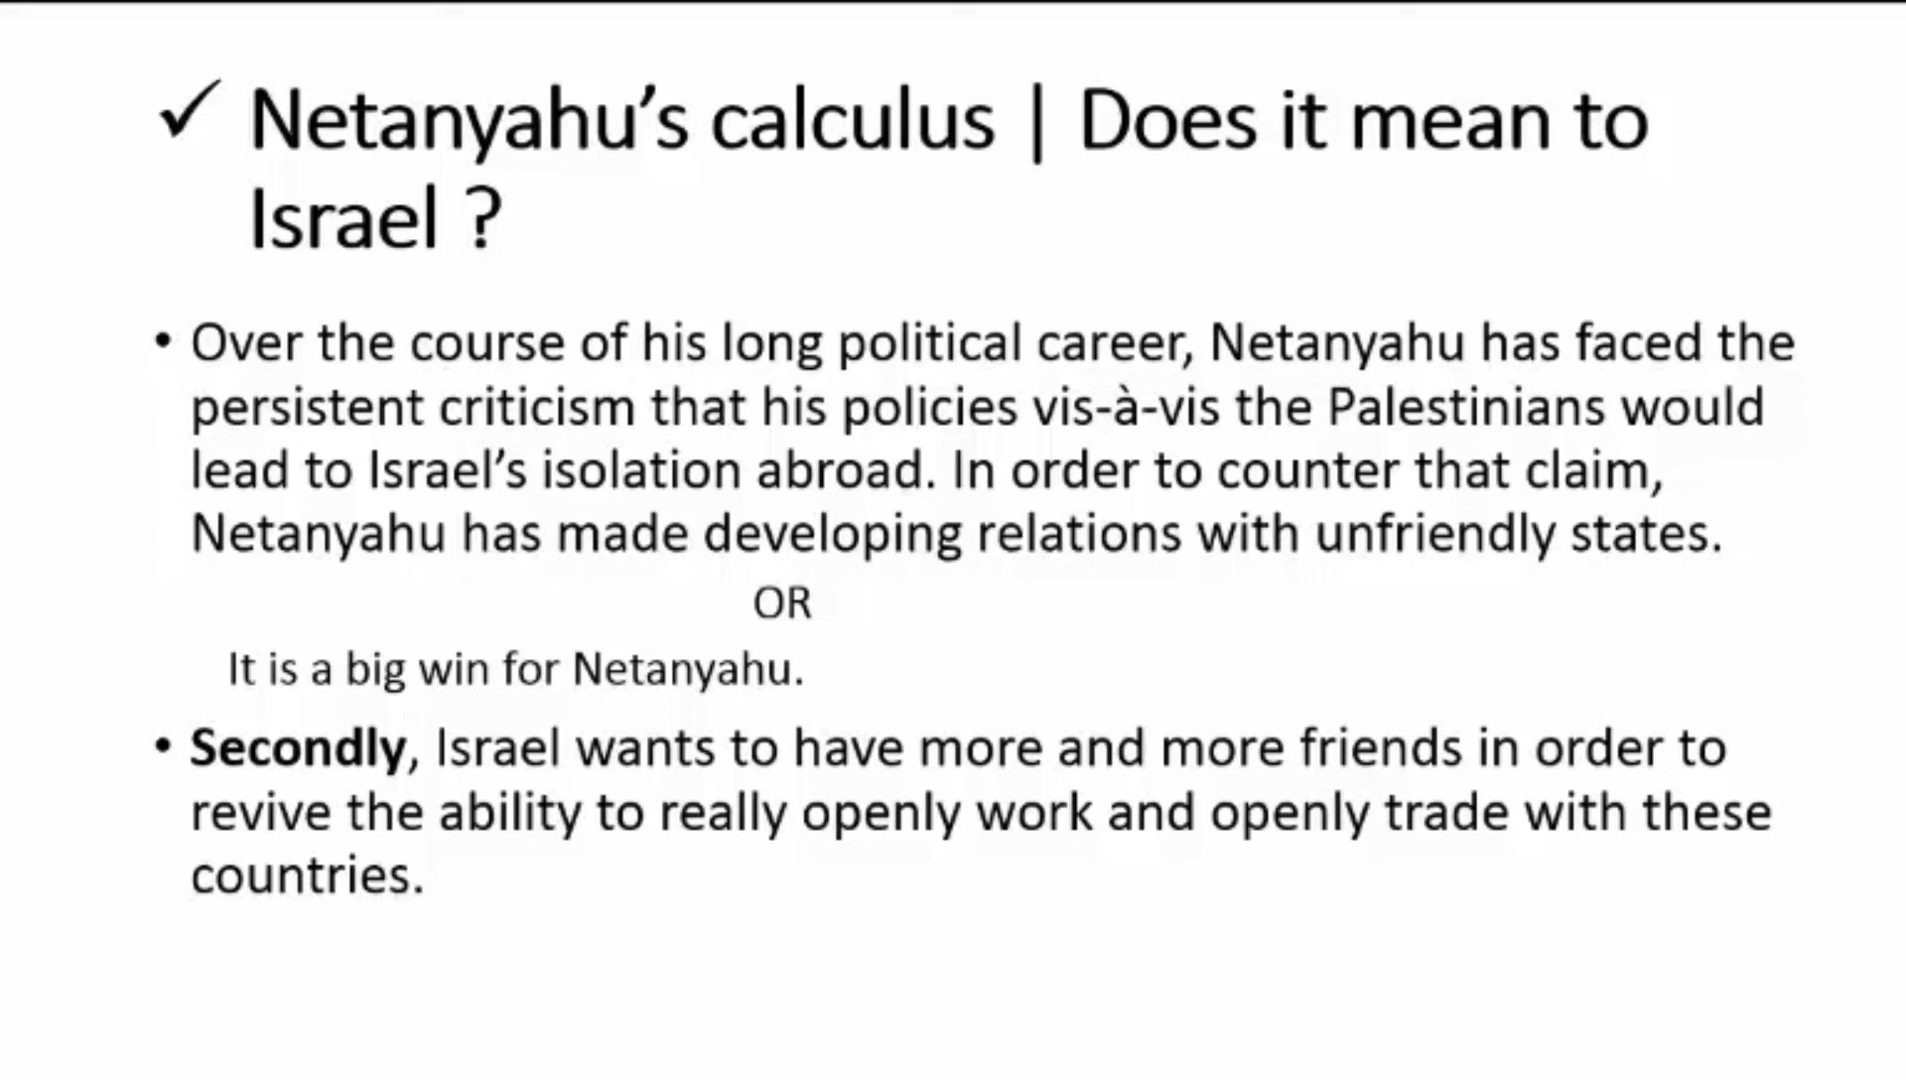 ✓ Netanyahu’s calculus | Does it mean to
Israel ?
• Over the course of his long political career, Netanyahu has faced the
persistent criticism that his policies vis-à-vis the Palestinians would
lead to Israel’s isolation abroad. In order to counter that claim,
Netanyahu has made developing relations with unfriendly states.
OR
It is a big win for Netanyahu.
• Secondly, Israel wants to have more and more friends in order to
revive the ability to really openly work and openly trade with these
countries.